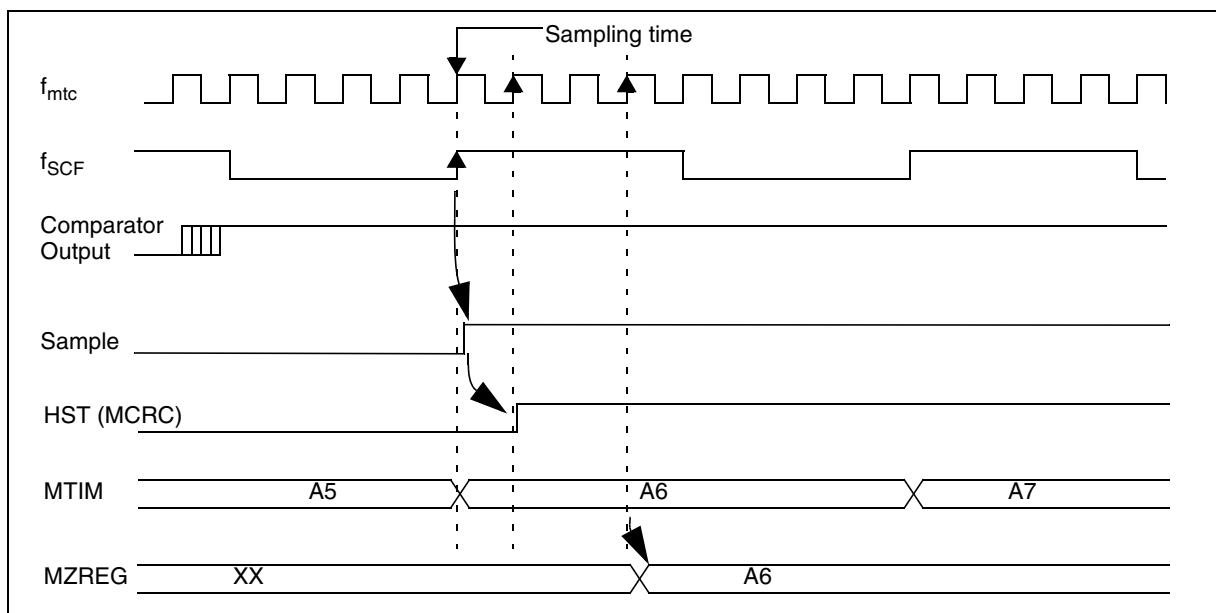 Sampling time
fmtc
fSCF
Comparator
Output
Sample
HST (MCRC)
MTIM A5 A6 A7
MZREG XX A6